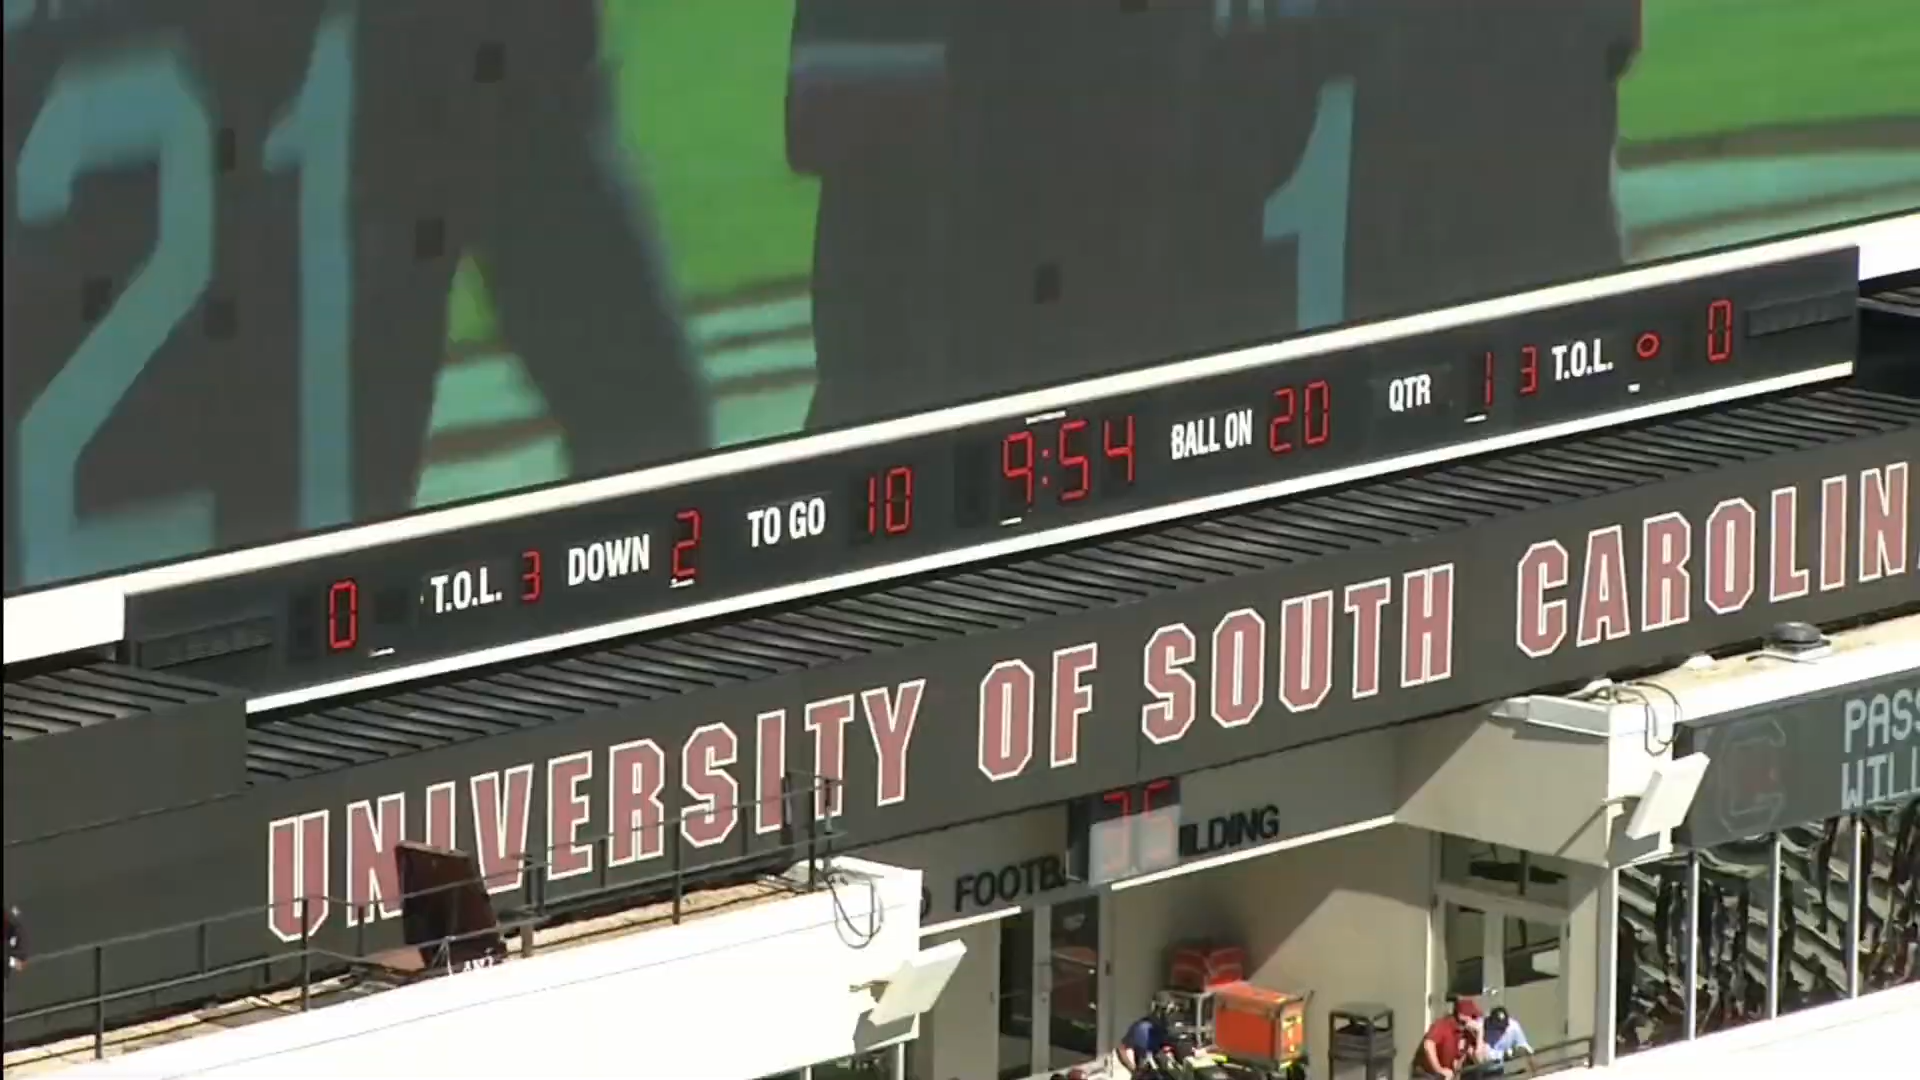 21
1
0 T.O.L. 3 DOWN 2 TO GO 10 9:54 BALL ON 20 QTR 1 3 T.O.L. 0
UNIVERSITY OF SOUTH CAROLIN
35
FOOTB ILDING
PASS
WILL